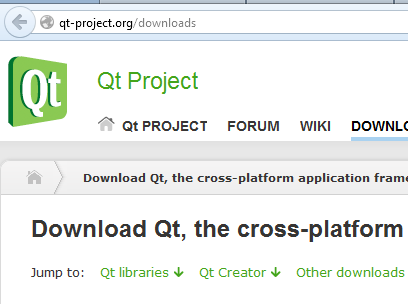 qt-project.org/downloads
Qt
Qt Project
Qt PROJECT FORUM WIKI DOWNLO
Download Qt, the cross-platform application frame
Download Qt, the cross-platform
Jump to: Qt libraries Qt Creator Other downloads